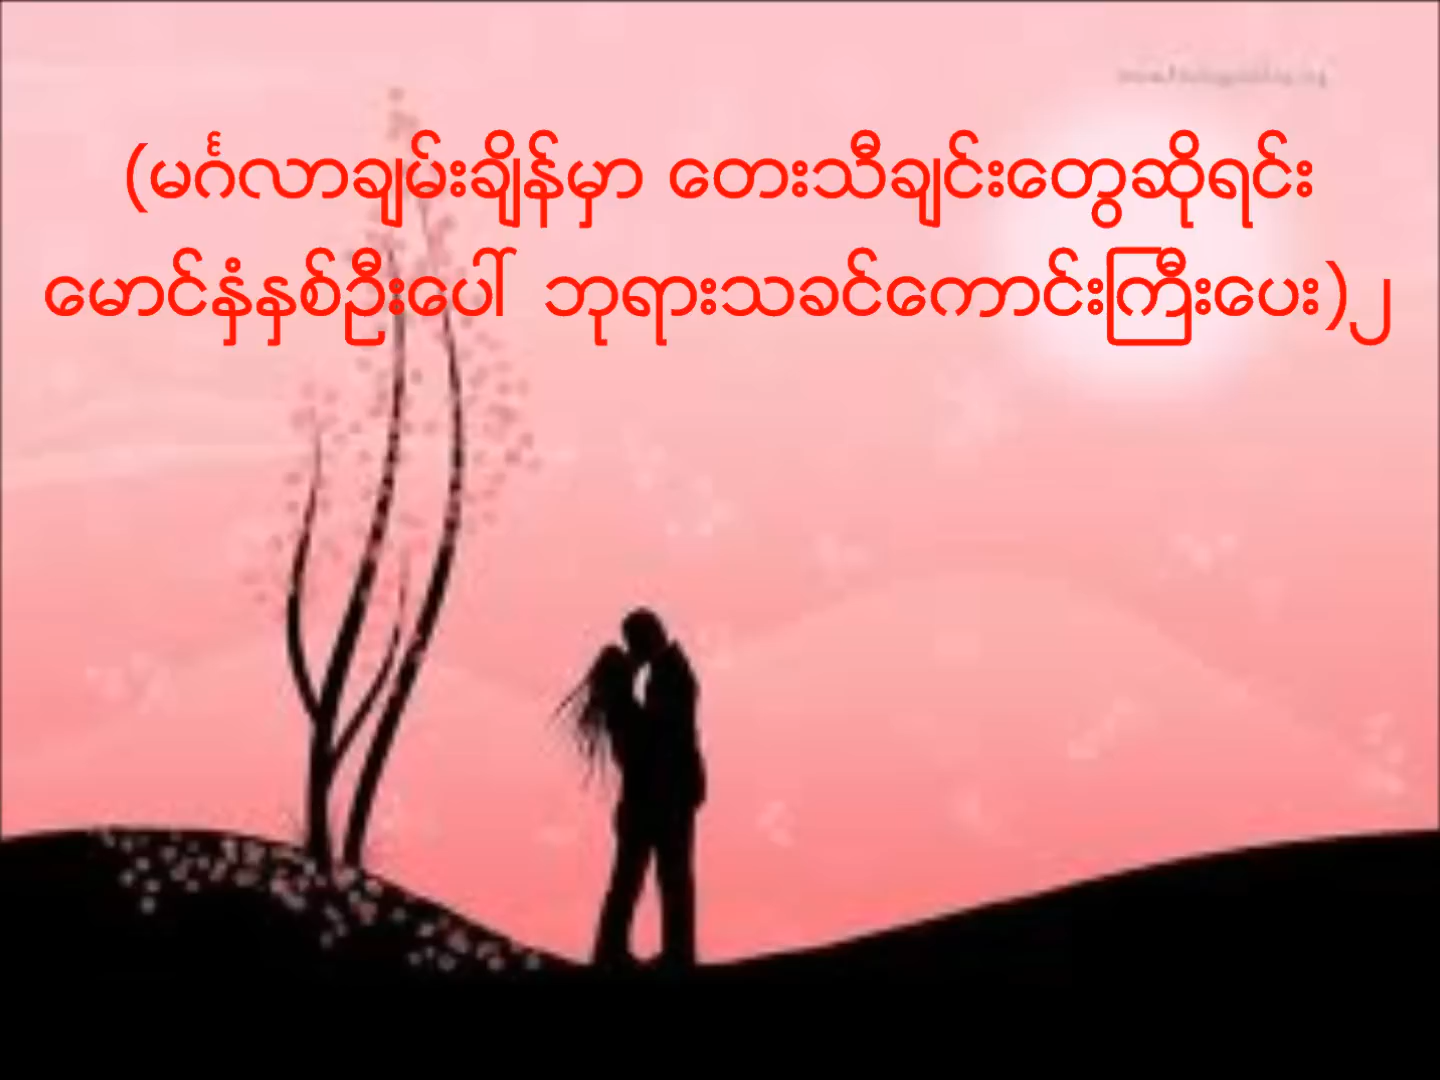 (မင်္ဂလာချမ်းချိန်မှာ တေးသီချင်းတွေဆိုရင်း
မောင်နှံနှစ်ဦးပေါ် ဘုရားသခင်ကောင်းကြီးပေး)၂